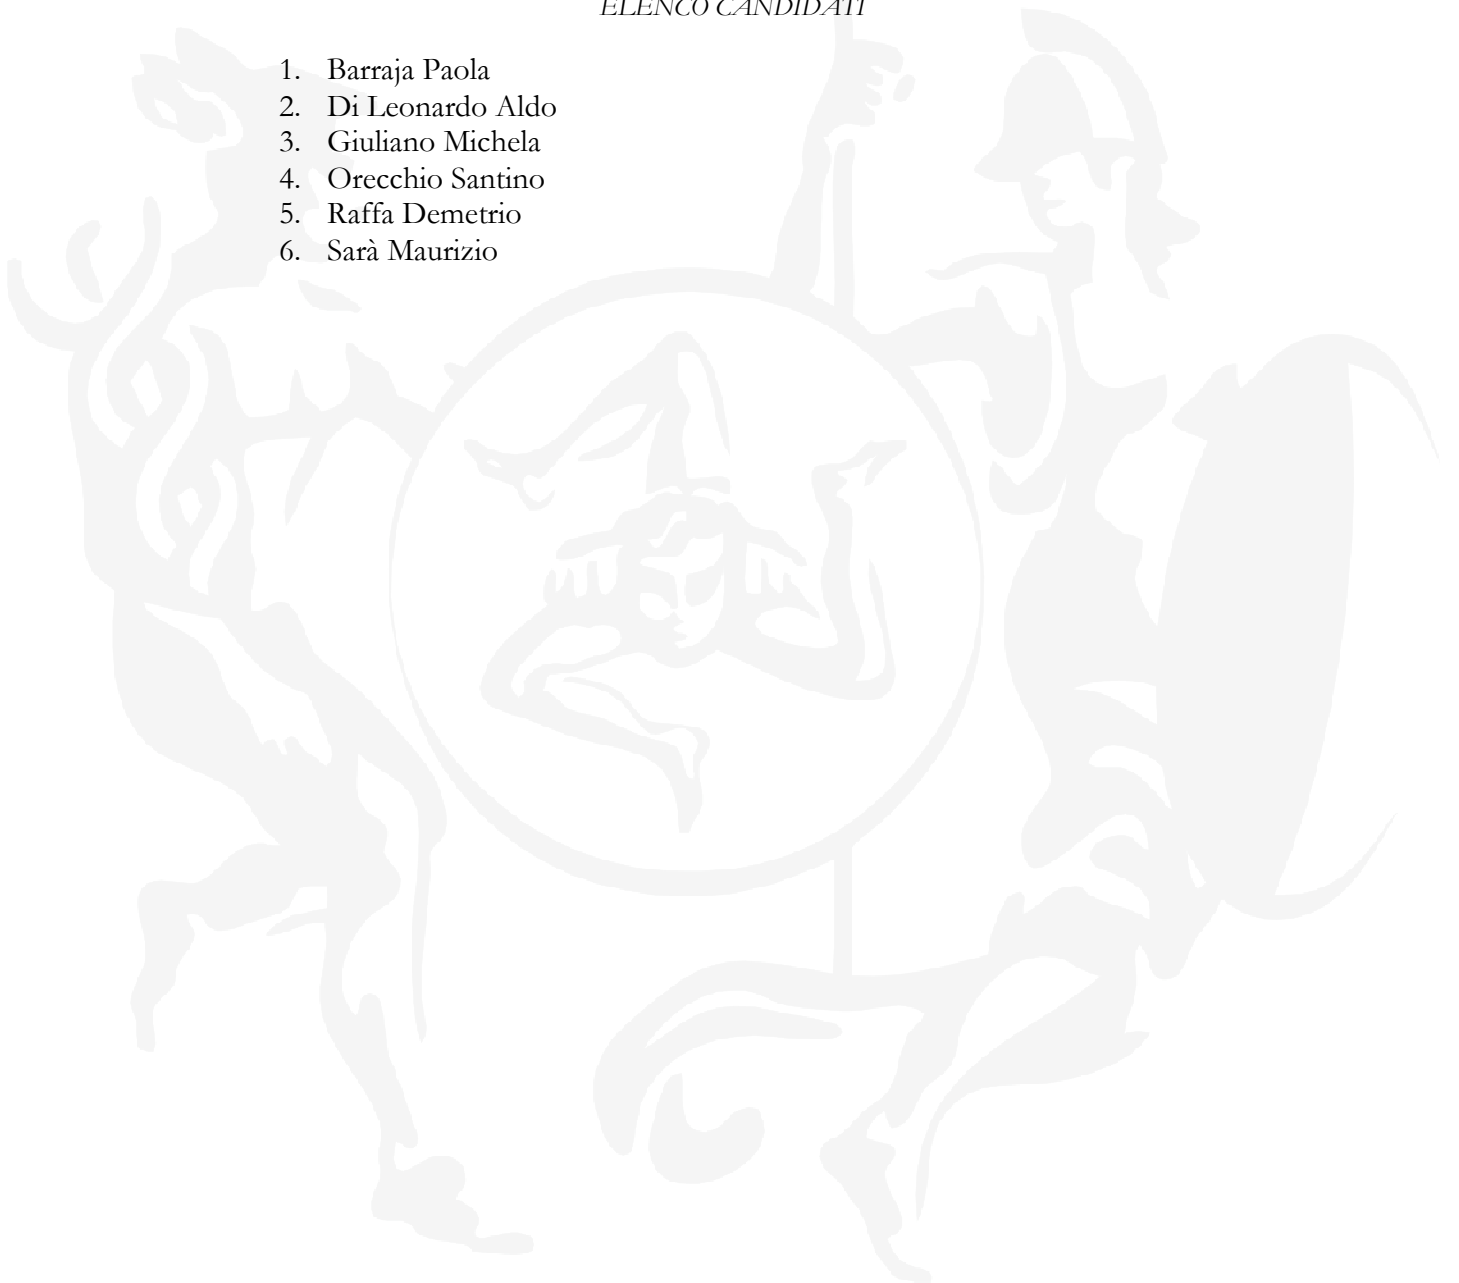 ELENCO CANDIDATI
1. Barraja Paola
2. Di Leonardo Aldo
3. Giuliano Michela
4. Orecchio Santino
5. Raffa Demetrio
6. Sarà Maurizio